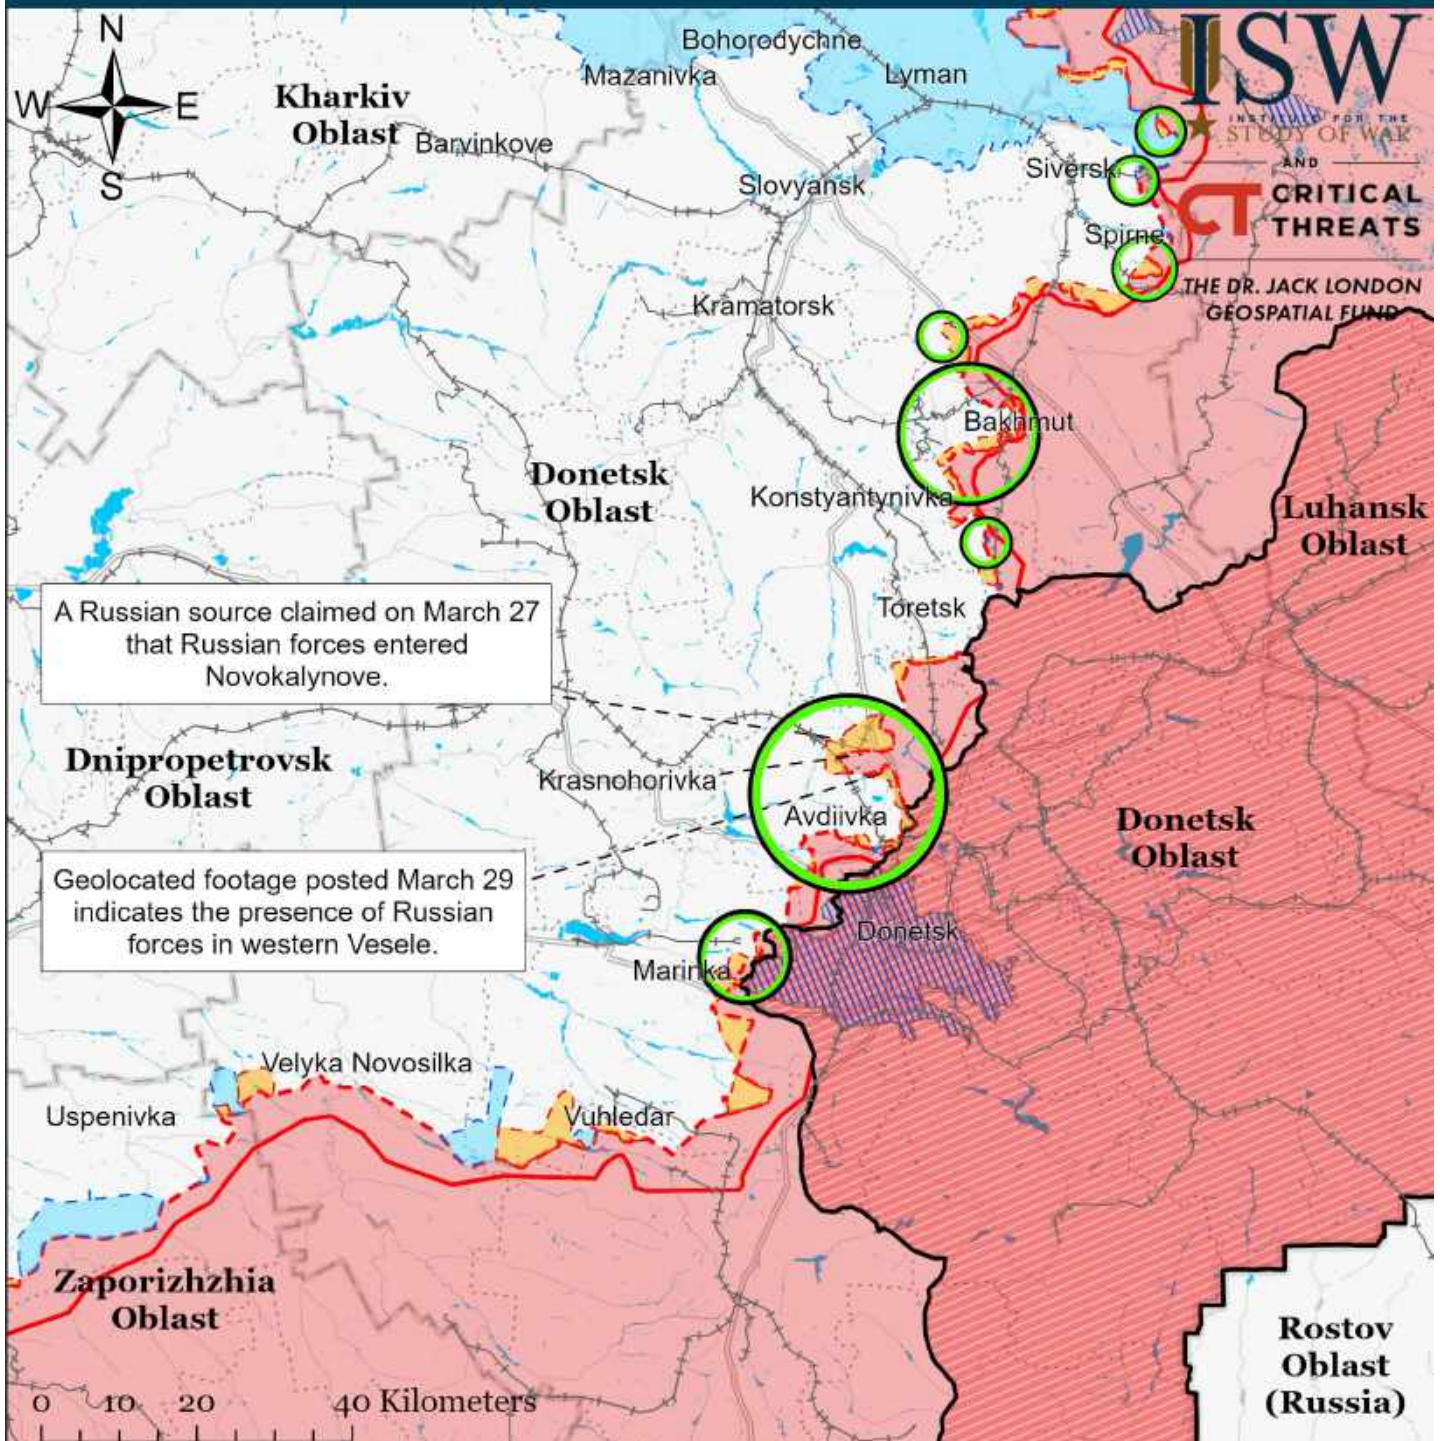 N
W
E
S
Kharkiv
Oblast
Barvinkove
Bohorodychne
Mazanivka
Lyman
ISW
INSTITUTE FOR THE
STUDY OF WAR
AND
CT CRITICAL
THREATS
THE DR. JACK LONDON
GEOSPATIAL FUND
Siversk
Slovyansk
Spirne
Kramatorsk
Bakhmut
Donetsk
Oblast
Konstyantynivka
Luhansk
Oblast
Toretsk
A Russian source claimed on March 27
that Russian forces entered
Novokalynove.
Dnipropetrovsk
Oblast
Krasnohorivka
Avdiivka
Donetsk
Oblast
Geolocated footage posted March 29
indicates the presence of Russian
forces in western Vesele.
Donetsk
Marinka
Velyka Novosilka
Uspenivka
Vuhledar
Zaporizhzhia
Oblast
Rostov
Oblast
(Russia)
0 10 20 40 Kilometers